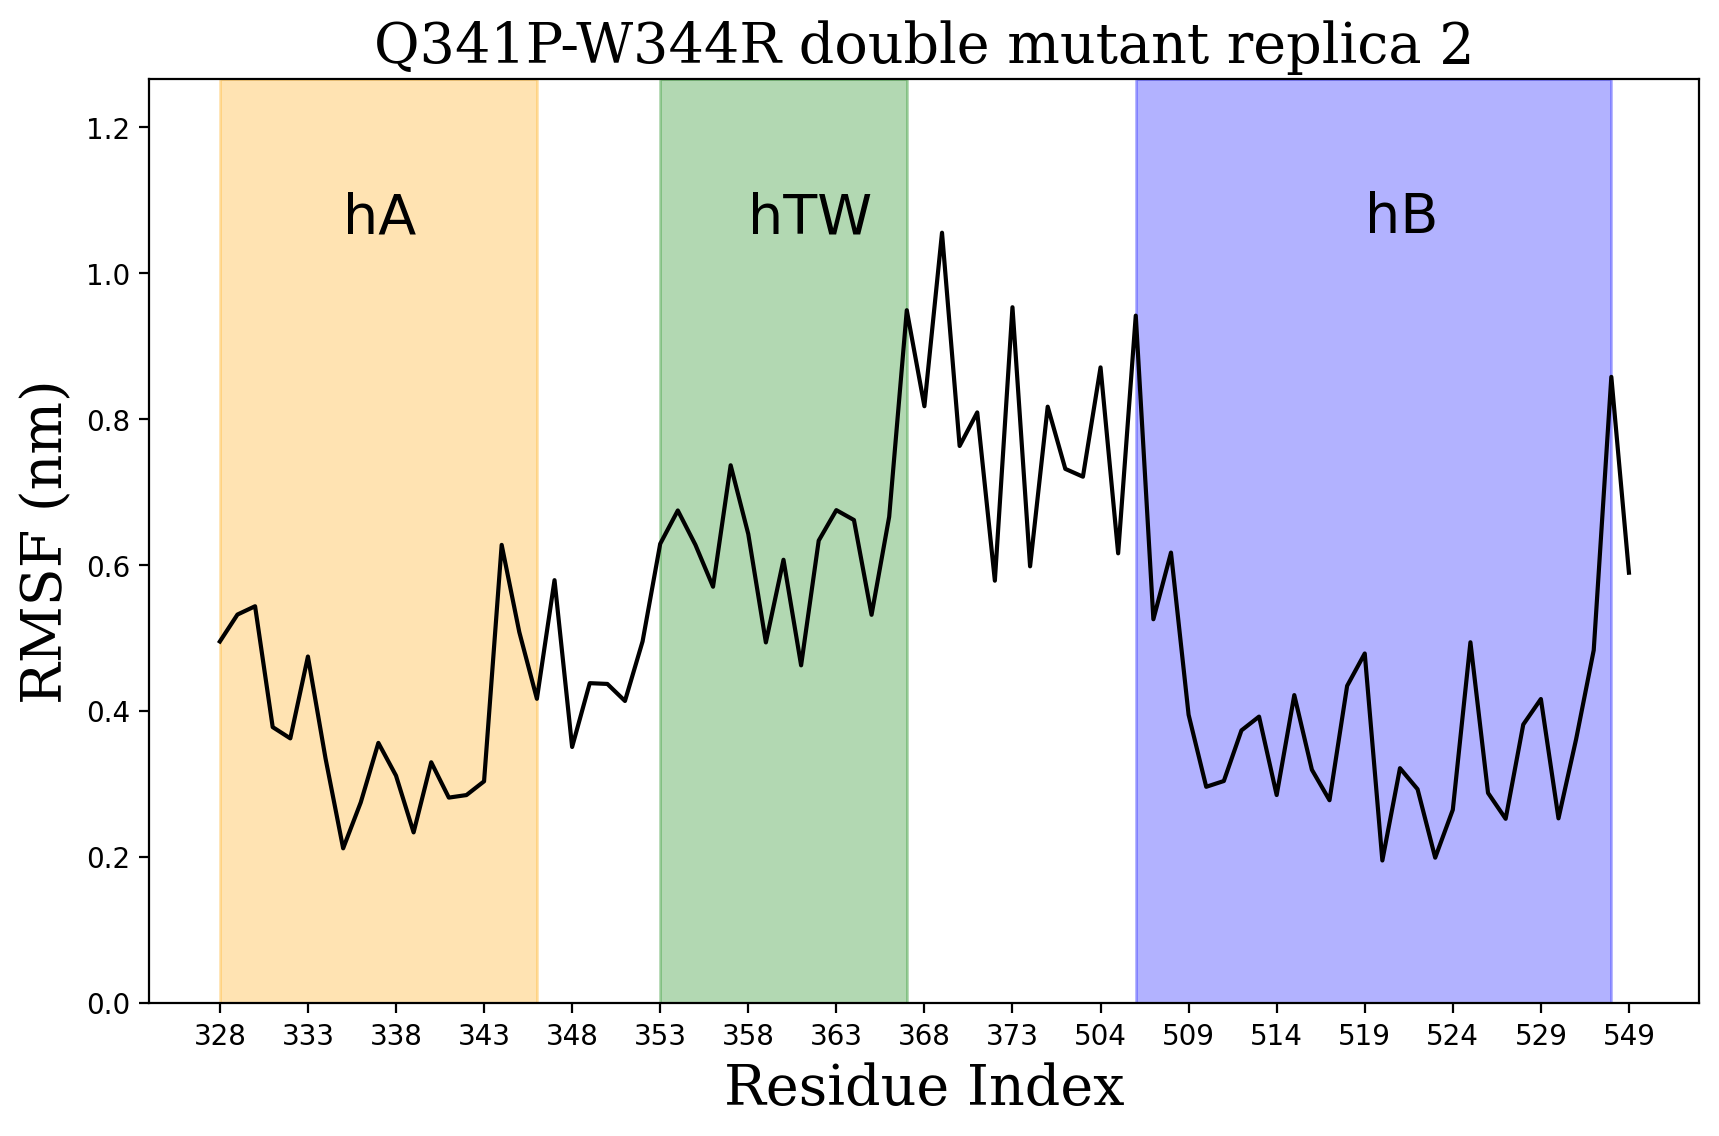 Q341P-W344R double mutant replica 2
hA
hTW
hB
RMSF (nm)
1.2
1.0
0.8
0.6
0.4
0.2
0.0
328 333 338 343 348 353 358 363 368 373 504 509 514 519 524 529 549
Residue Index